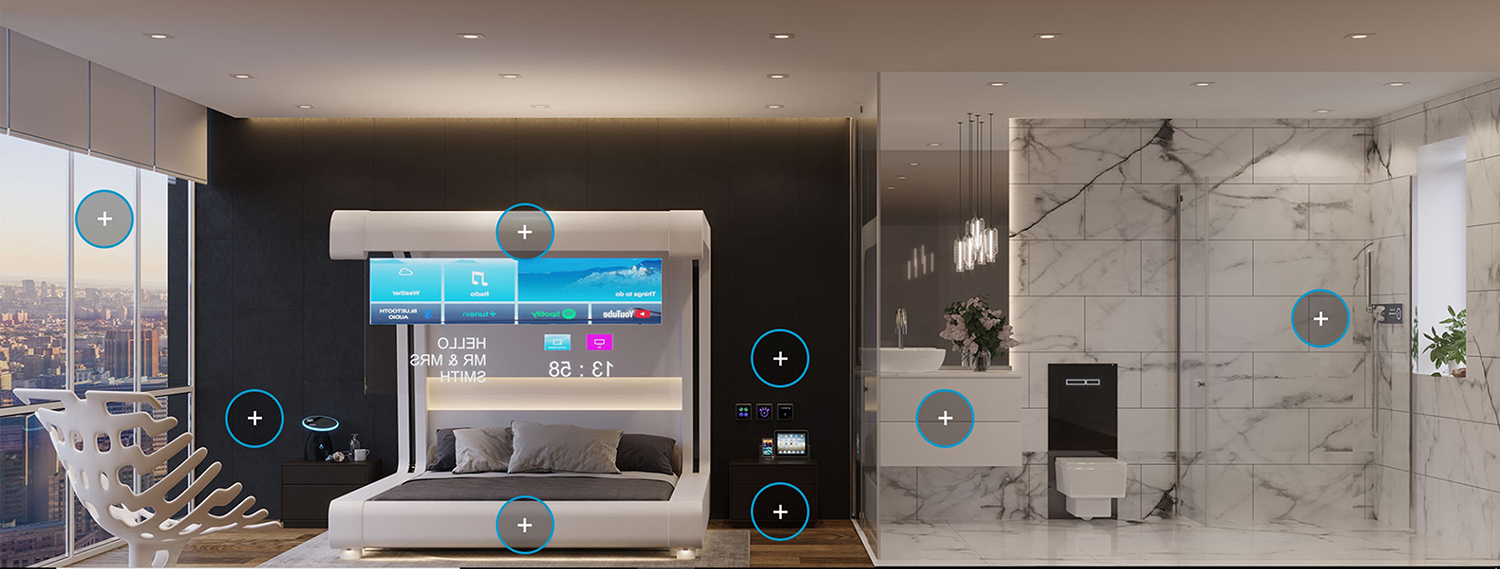 Things to do
Radio
Weather
YouTube
Spotify
tunein
BLUETOOTH
AUDIO
HELLO
MR & MRS
SMITH
13 : 58